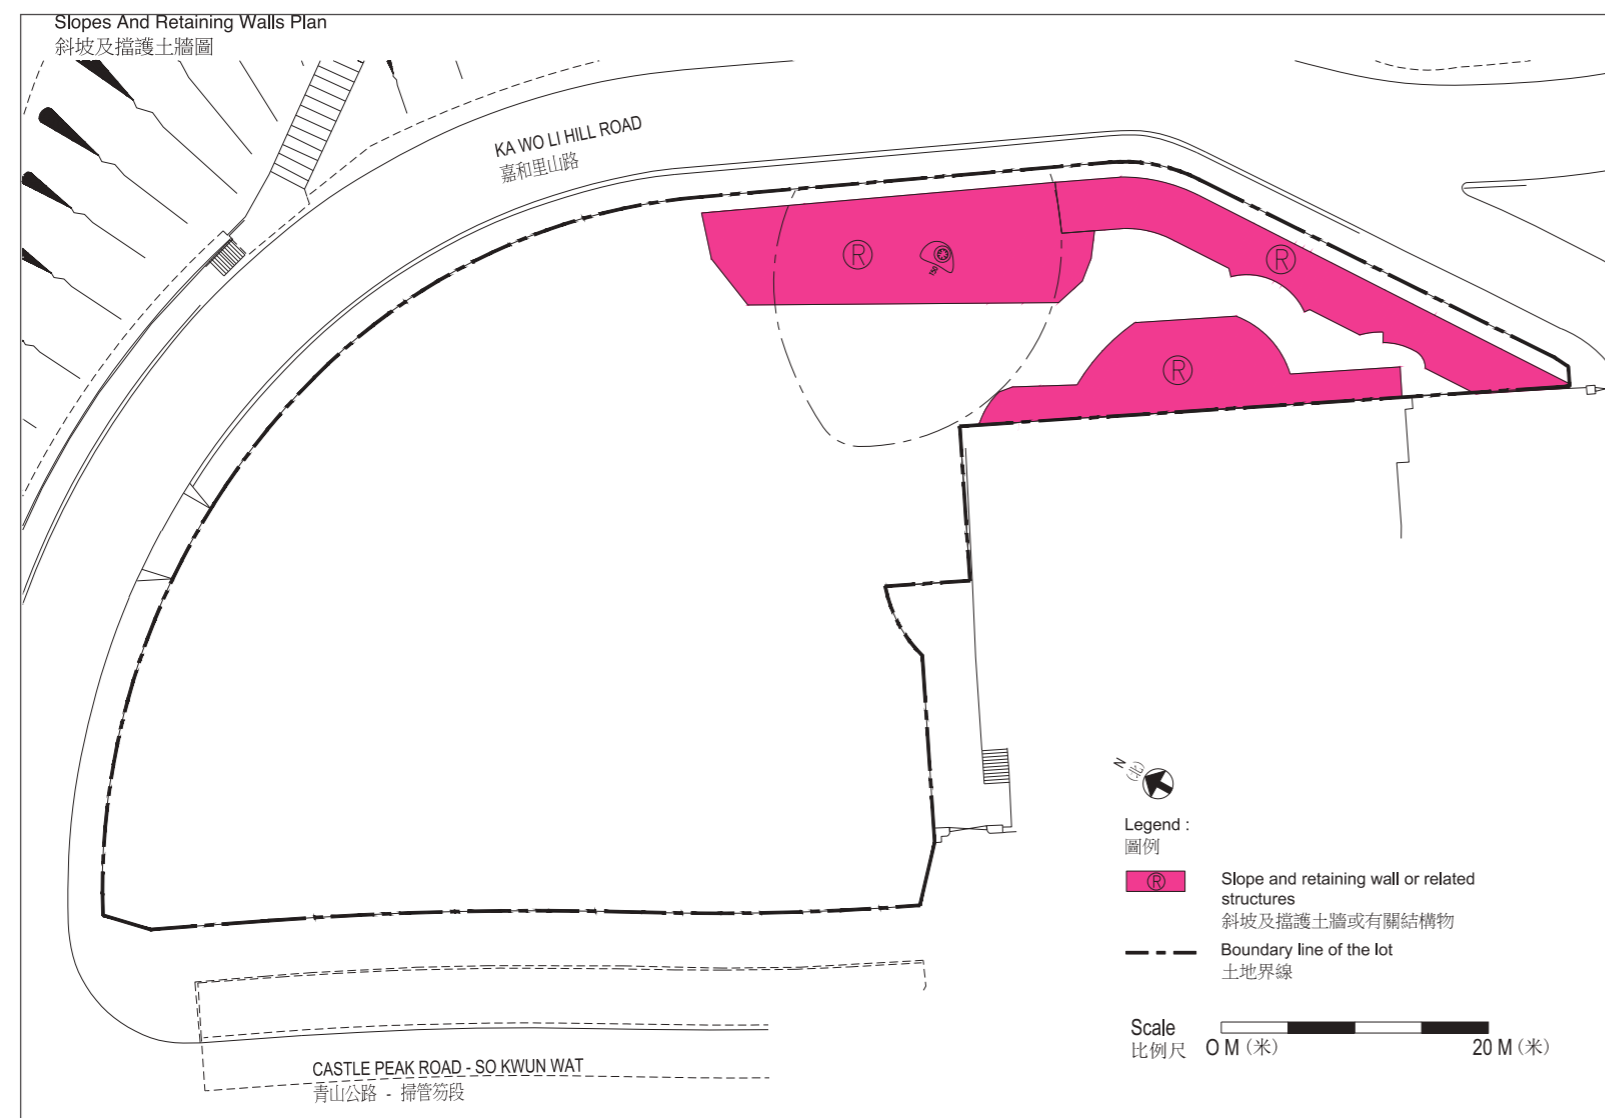 Slopes And Retaining Walls Plan
斜坡及擋護土牆圖
KA WO LI HILL ROAD
嘉和里山路
R
R
150
R
N
(北)
Legend :
圖例
R
Slope and retaining wall or related
structures
斜坡及擋護土牆或有關結構物
Boundary line of the lot
土地界線
Scale
比例尺
0 M (米)
20 M (米)
CASTLE PEAK ROAD - SO KWUN WAT
青山公路 - 掃管笏段